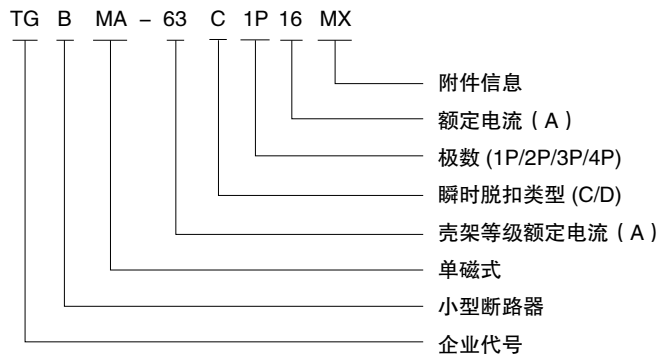 TG B MA – 63 C 1P 16 MX
附件信息
额定电流（A）
极数 (1P/2P/3P/4P)
瞬时脱扣类型 (C/D)
壳架等级额定电流（A）
单磁式
小型断路器
企业代号